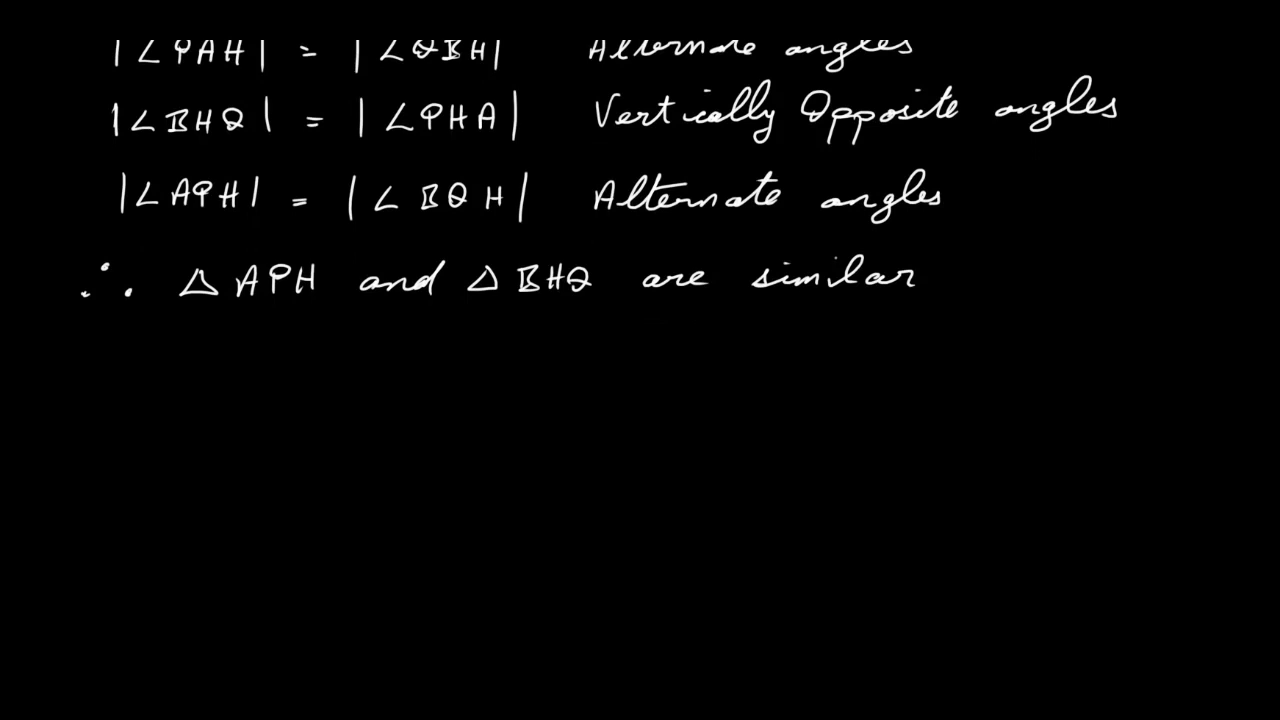 |∠PAH| = |∠QBH| Alternate angles
|∠BHQ| = |∠PHA| Vertically Opposite angles
|∠APH| = |∠BQH| Alternate angles
∴ △APH and △BHQ are similar